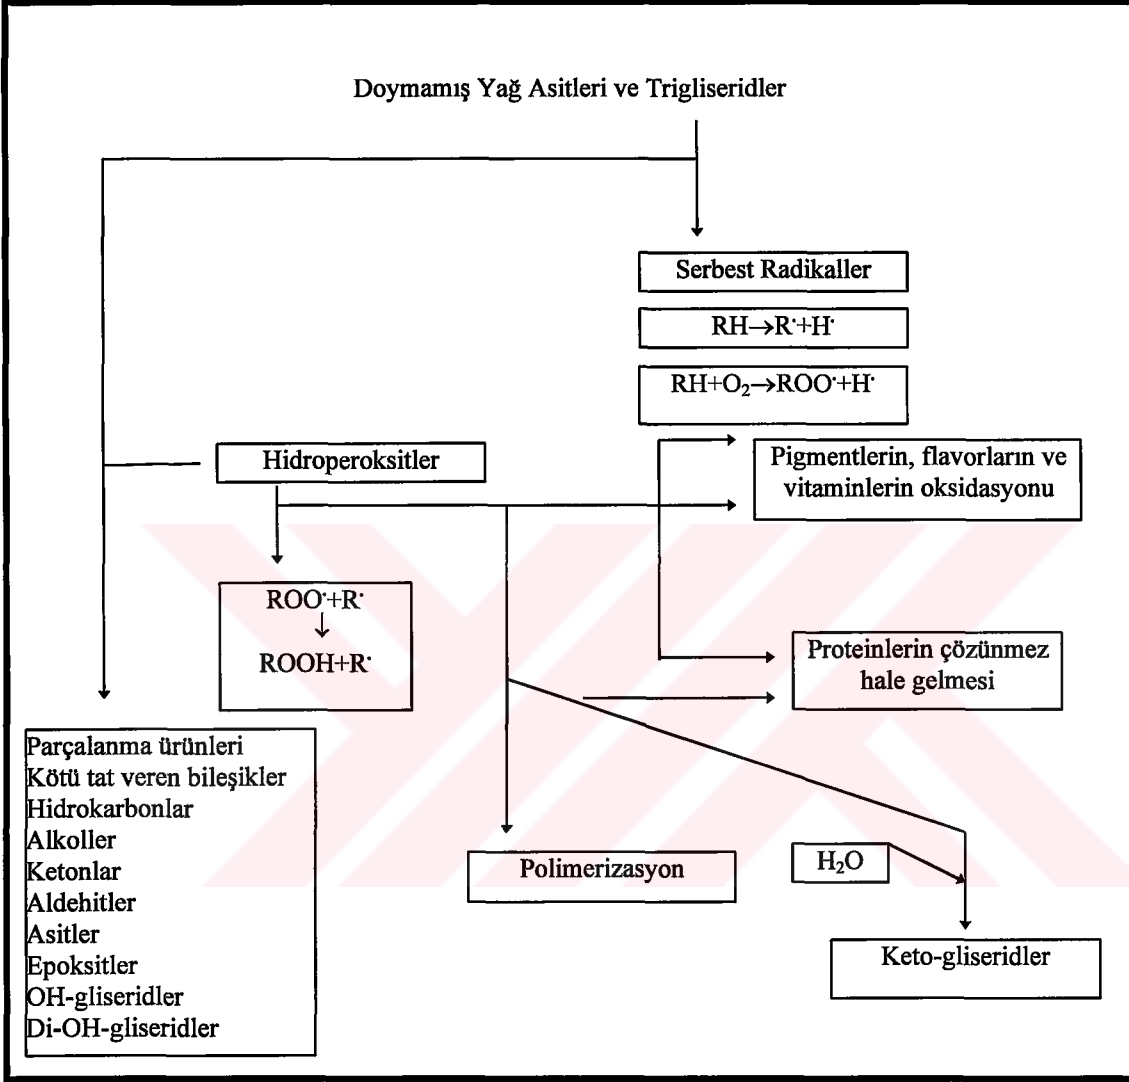 Doymamış Yağ Asitleri ve Trigliseridler
Serbest Radikaller
RH→R·+H·
RH+O₂→ROO·+H·
Hidroperoksitler
Pigmentlerin, flavorların ve
vitaminlerin oksidasyonu
ROO·+R·
↓
ROOH+R·
Proteinlerin çözünmez
hale gelmesi
Parçalanma ürünleri
Kötü tat veren bileşikler
Hidrokarbonlar
Alkoller
Ketonlar
Aldehitler
Asitler
Epoksitler
OH-gliseridler
Di-OH-gliseridler
Polimerizasyon
H₂O
Keto-gliseridler